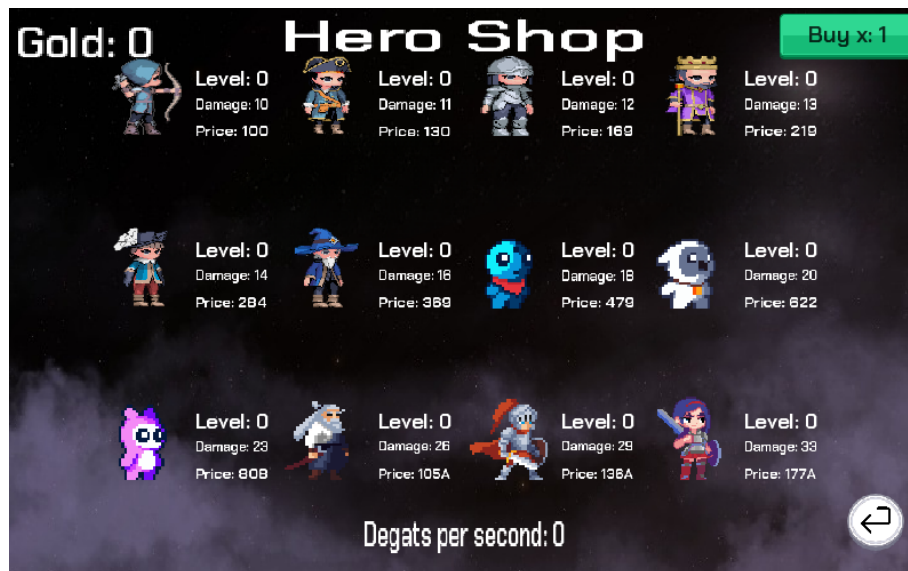 Gold: 0
Hero Shop
Buy x: 1
Level: 0
Damage: 10
Price: 100
Level: 0
Damage: 11
Price: 130
Level: 0
Damage: 12
Price: 169
Level: 0
Damage: 13
Price: 219
Level: 0
Damage: 14
Price: 284
Level: 0
Damage: 16
Price: 369
Level: 0
Damage: 18
Price: 479
Level: 0
Damage: 20
Price: 622
Level: 0
Damage: 23
Price: 808
Level: 0
Damage: 26
Price: 105A
Level: 0
Damage: 29
Price: 136A
Level: 0
Damage: 33
Price: 177A
Degats per second: 0